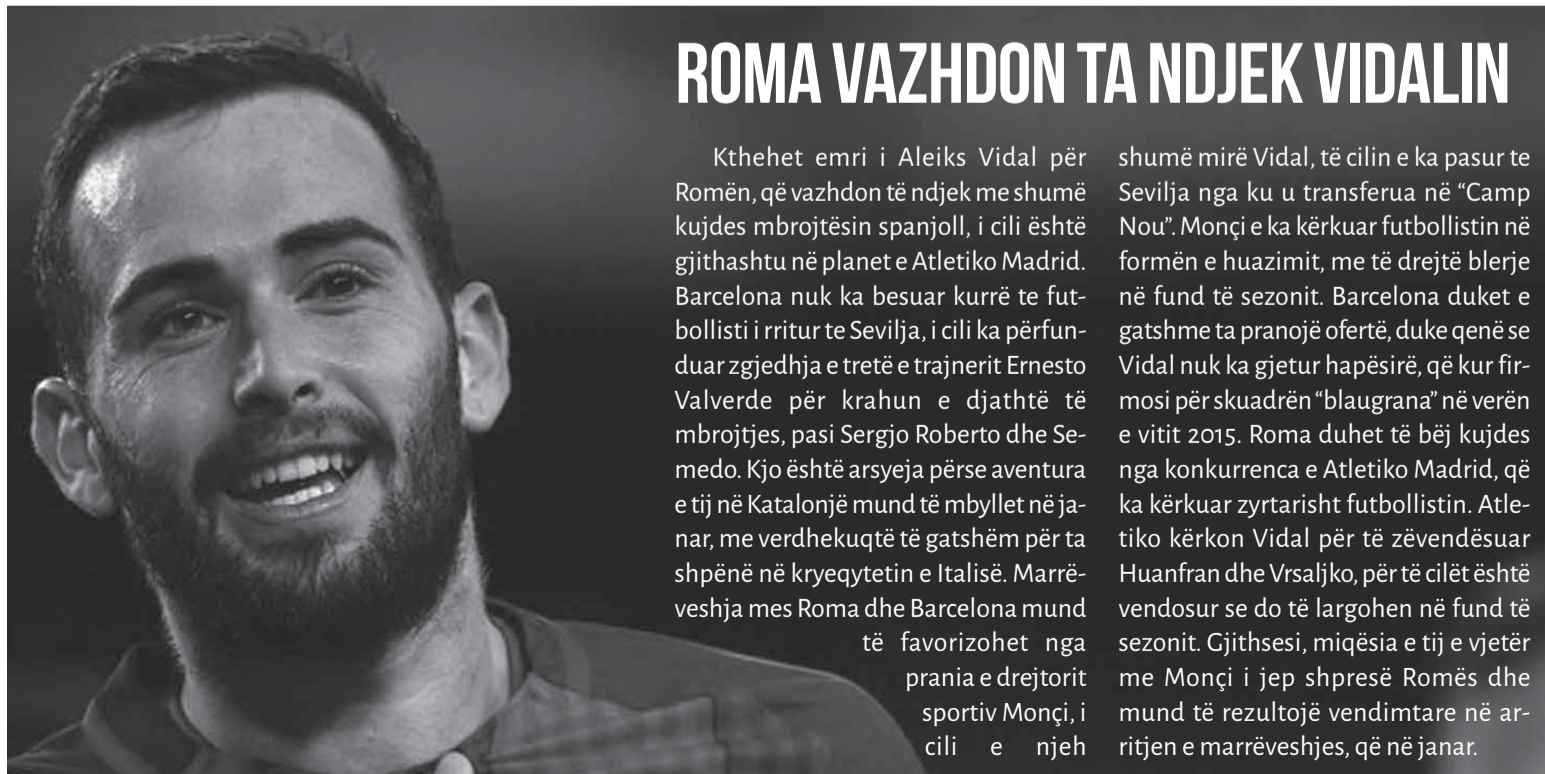 ROMA VAZHDON TA NDJEK VIDALIN
Kthehet emri i Aleiks Vidal për
Romën, që vazhdon të ndjek me shumë
kujdes mbrojtësin spanjoll, i cili është
gjithashtu në planet e Atletiko Madrid.
Barcelona nuk ka besuar kurrë te fut-
bollisti i rritur te Sevilja, i cili ka përfun-
duar zgjedhja e tretë e trajnerit Ernesto
Valverde për krahun e djathtë të
mbrojtjes, pasi Sergjo Roberto dhe Se-
medo. Kjo është arsyeja përse aventura
e tij në Katalonjë mund të mbyllet në ja-
nar, me verdhekuqtë të gatshëm për ta
shpënë në kryeqytetin e Italisë. Marrë-
veshja mes Roma dhe Barcelona mund
të favorizohet nga
prania e drejtorit
sportiv Monçi, i
cili e njeh
shumë mirë Vidal, të cilin e ka pasur te
Sevilja nga ku u transferua në “Camp
Nou”. Monçi e ka kërkuar futbollistin në
formën e huazimit, me të drejtë blerje
në fund të sezonit. Barcelona duket e
gatshme ta pranojë ofertë, duke qenë se
Vidal nuk ka gjetur hapësirë, që kur fir-
mosi për skuadrën “blaugrana” në verën
e vitit 2015. Roma duhet të bëj kujdes
nga konkurrenca e Atletiko Madrid, që
ka kërkuar zyrtarisht futbollistin. Atle-
tiko kërkon Vidal për të zëvendësuar
Huanfran dhe Vrsaljko, për të cilët është
vendosur se do të largohen në fund të
sezonit. Gjithsesi, miqësia e tij e vjetër
me Monçi i jep shpresë Romës dhe
mund të rezultojë vendimtare në ar-
ritjen e marrëveshjes, që në janar.